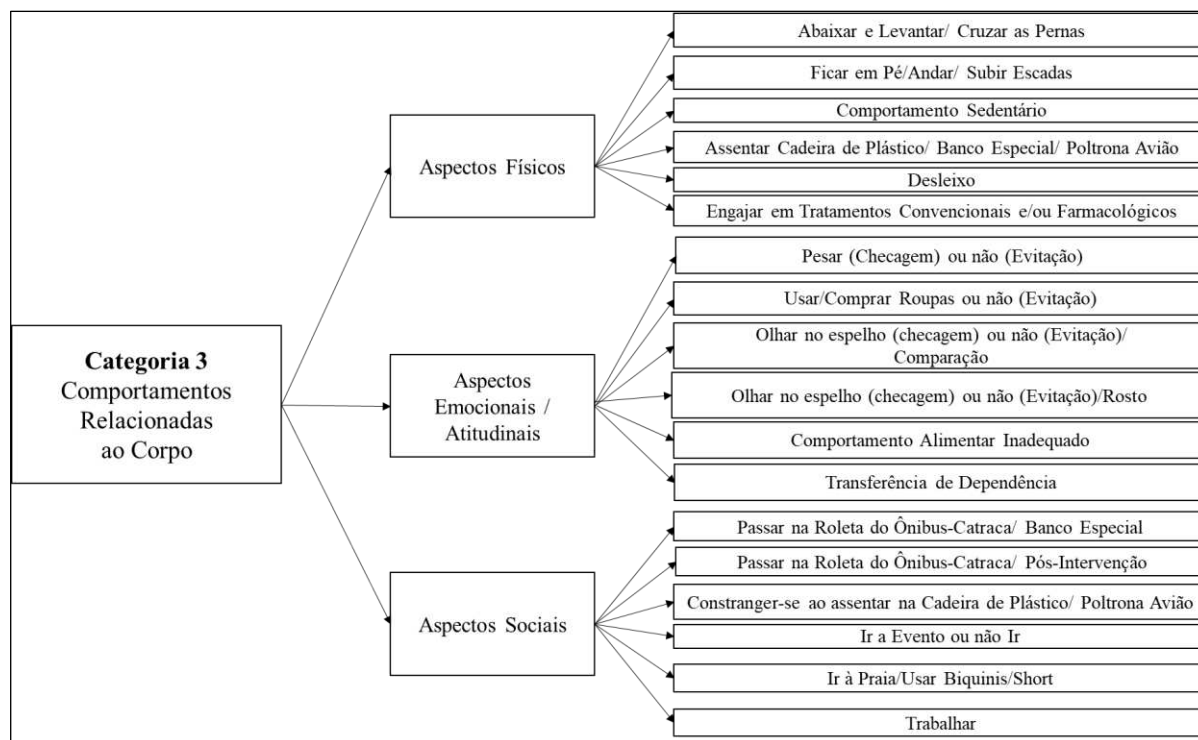 Categoria 3
Comportamentos
Relacionadas
ao Corpo
Aspectos Físicos
Abaixar e Levantar/ Cruzar as Pernas
Ficar em Pé/Andar/ Subir Escadas
Comportamento Sedentário
Assentar Cadeira de Plástico/ Banco Especial/ Poltrona Avião
Desleixo
Engajar em Tratamentos Convencionais e/ou Farmacológicos
Aspectos
Emocionais /
Atitudinais
Pesar (Checagem) ou não (Evitação)
Usar/Comprar Roupas ou não (Evitação)
Olhar no espelho (checagem) ou não (Evitação)/
Comparação
Olhar no espelho (checagem) ou não (Evitação)/Rosto
Comportamento Alimentar Inadequado
Transferência de Dependência
Aspectos Sociais
Passar na Roleta do Ônibus-Catraca/ Banco Especial
Passar na Roleta do Ônibus-Catraca/ Pós-Intervenção
Constranger-se ao assentar na Cadeira de Plástico/ Poltrona Avião
Ir a Evento ou não Ir
Ir à Praia/Usar Biquinis/Short
Trabalhar